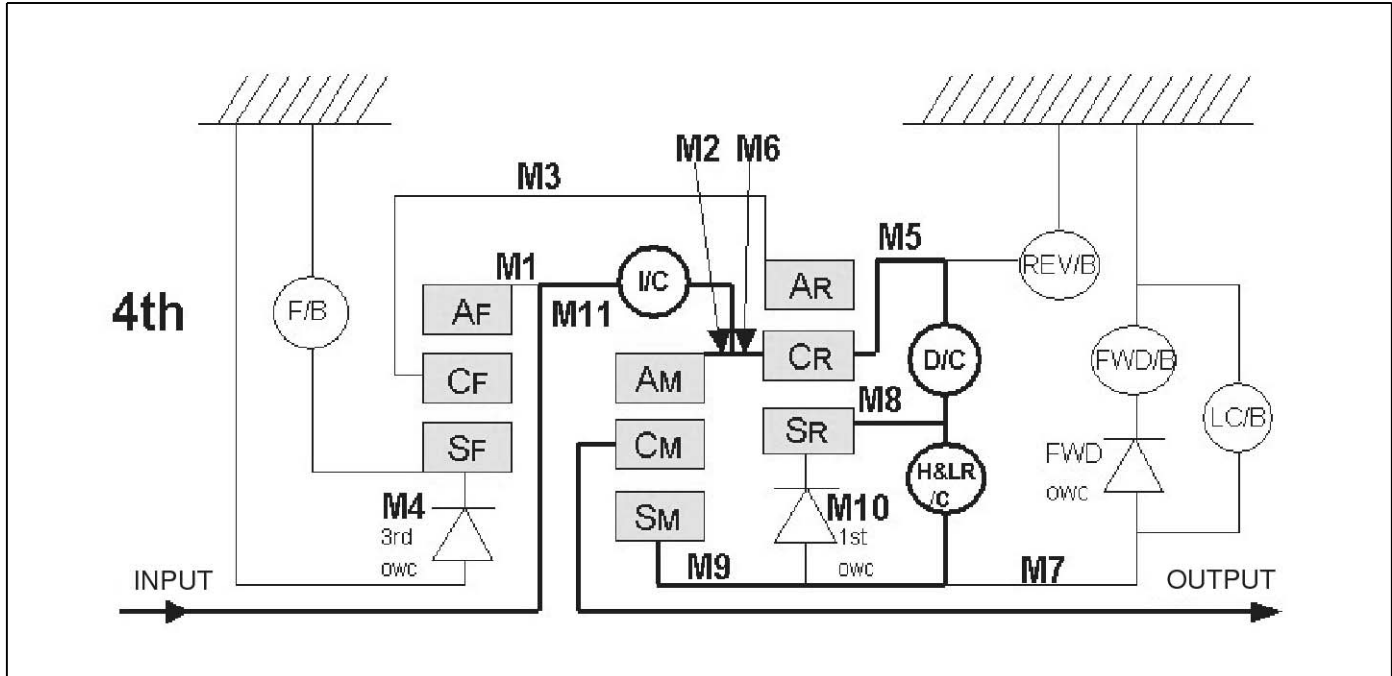 M2 M6
M3
M5
M1
I/C
REV/B
4th
F/B
AF
M11
AR
CF
AM
CR
D/C
FWD/B
M8
SF
CM
SR
LC/B
H&LR
/C
FWD
owc
M4
3rd
owc
SM
M10
1st
owc
M9
M7
INPUT
OUTPUT